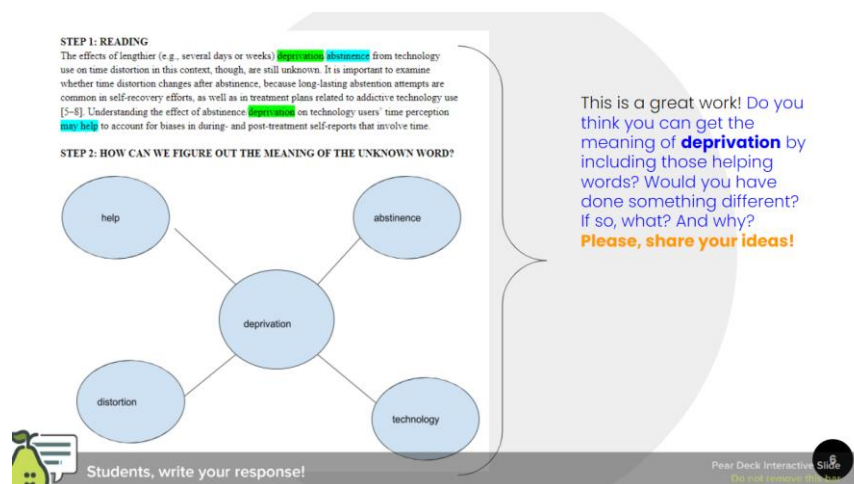 STEP 1: READING
The effects of lengthier (e.g., several days or weeks) deprivation abstinence from technology
use on time distortion in this context, though, are still unknown. It is important to examine
whether time distortion changes after abstinence, because long-lasting abstention attempts are
common in self-recovery efforts, as well as in treatment plans related to addictive technology use
[5–8]. Understanding the effect of abstinence deprivation on technology users' time perception
may help to account for biases in during- and post-treatment self-reports that involve time.
STEP 2: HOW CAN WE FIGURE OUT THE MEANING OF THE UNKNOWN WORD?
help
abstinence
deprivation
distortion
technology
This is a great work! Do you
think you can get the
meaning of deprivation by
including those helping
words? Would you have
done something different?
If so, what? And why?
Please, share your ideas!
Students, write your response!
Pear Deck Interactive Slide
Do not remove this bar
6